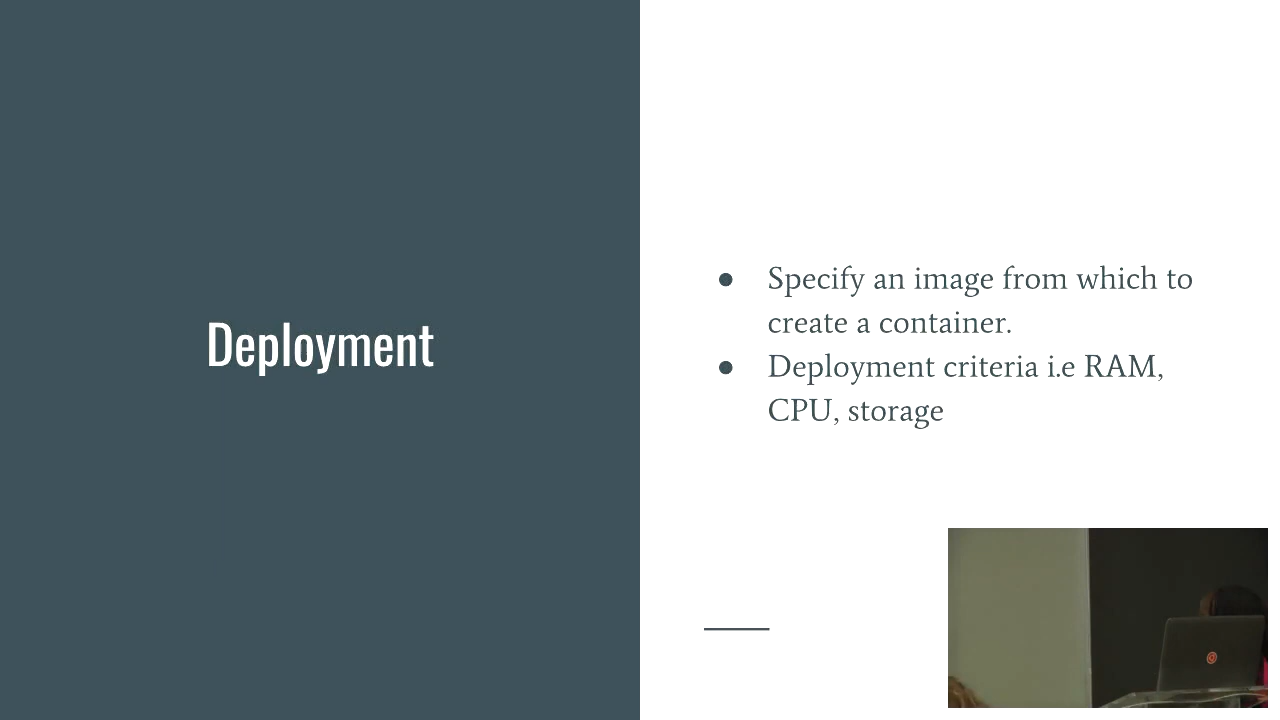 Deployment
● Specify an image from which to
create a container.
● Deployment criteria i.e RAM,
CPU, storage